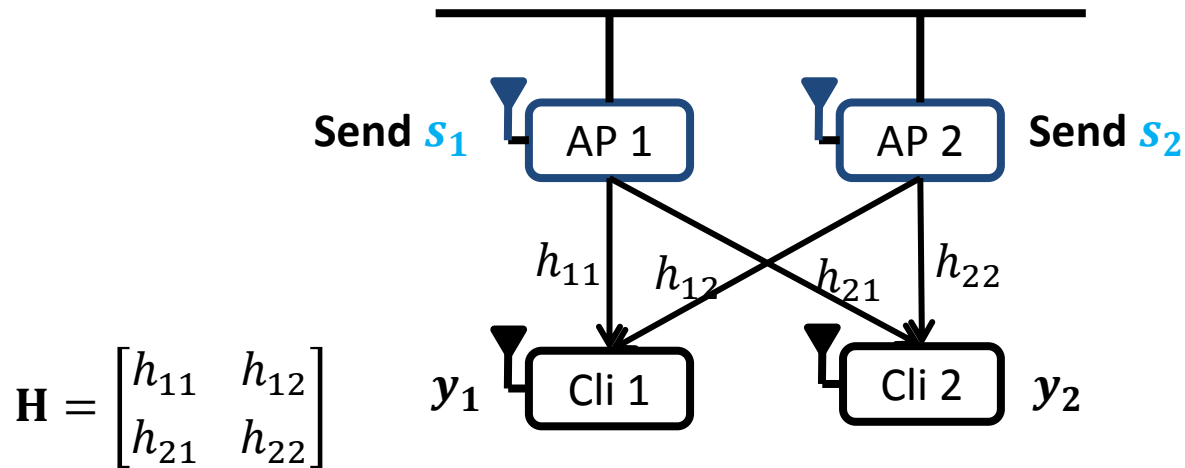 Send s₁ AP 1 AP 2 Send s₂
h₁₁ h₁₂ h₂₁ h₂₂
y₁ Cli 1 Cli 2 y₂
H = [h₁₁ h₁₂
h₂₁ h₂₂]